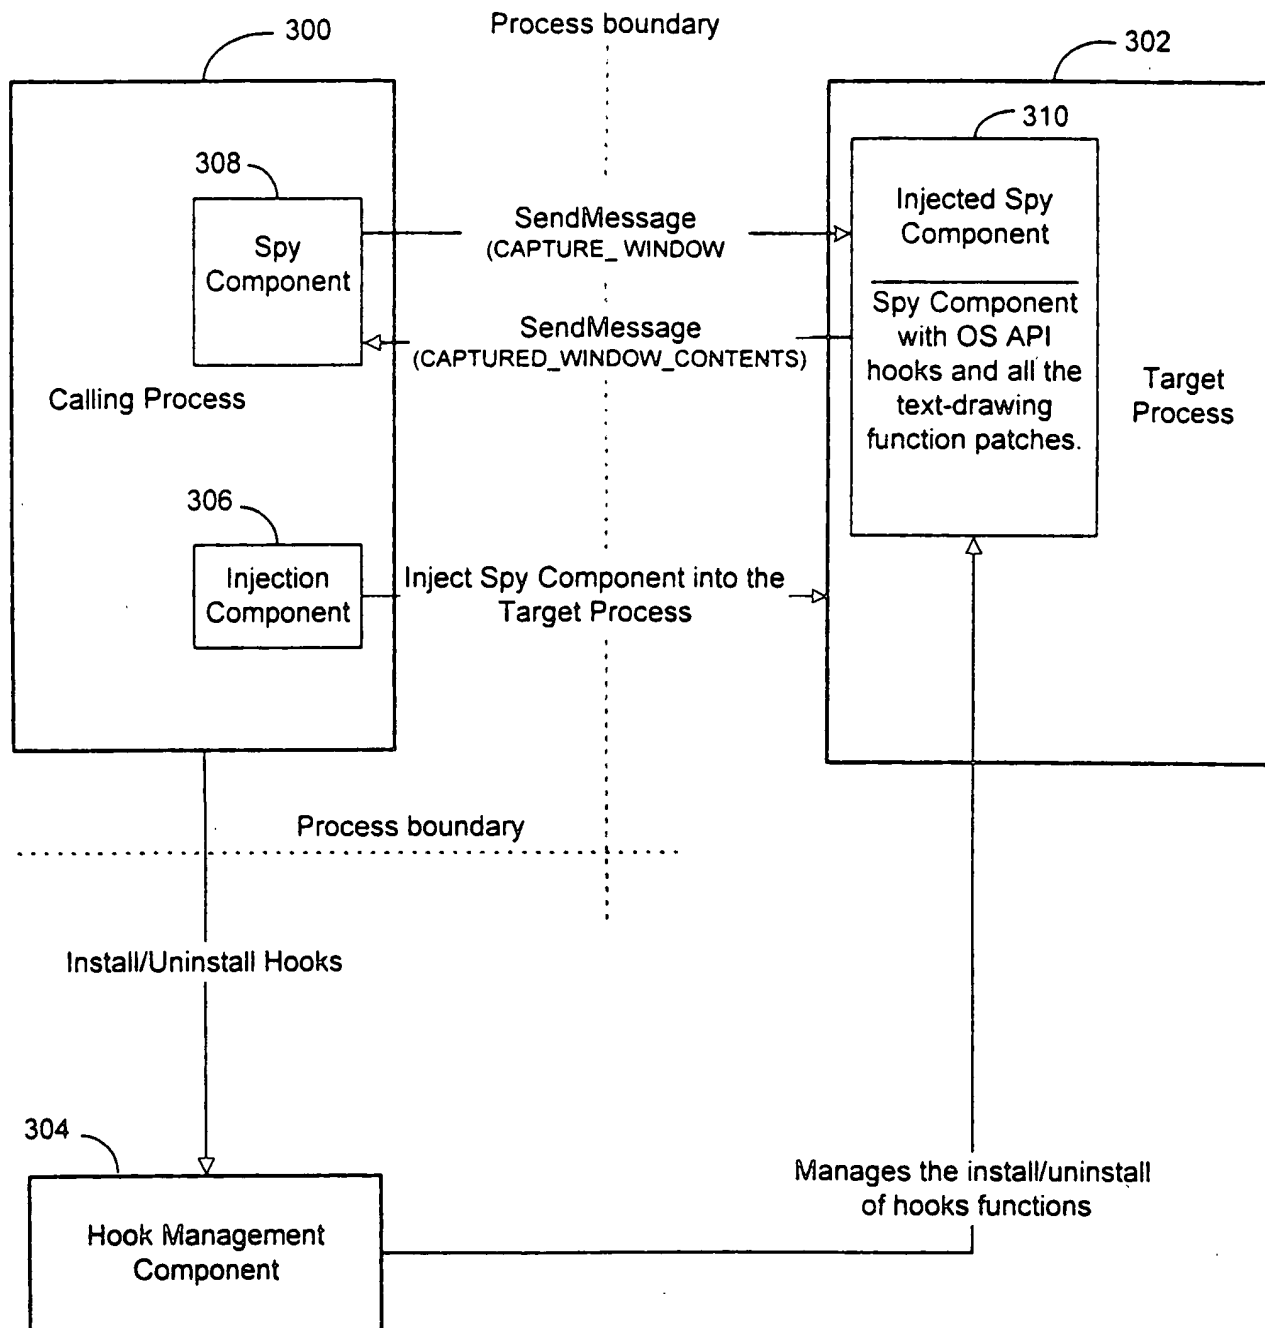 Process boundary
300
302
310
308
Injected Spy
Component
SendMessage
(CAPTURE_ WINDOW
Spy
Component
Spy Component
with OS API
hooks and all the
text-drawing
function patches.
SendMessage
(CAPTURED_WINDOW_CONTENTS)
Calling Process
Target
Process
306
Injection
Component
Inject Spy Component into the
Target Process
Process boundary
Install/Uninstall Hooks
304
Manages the install/uninstall
of hooks functions
Hook Management
Component